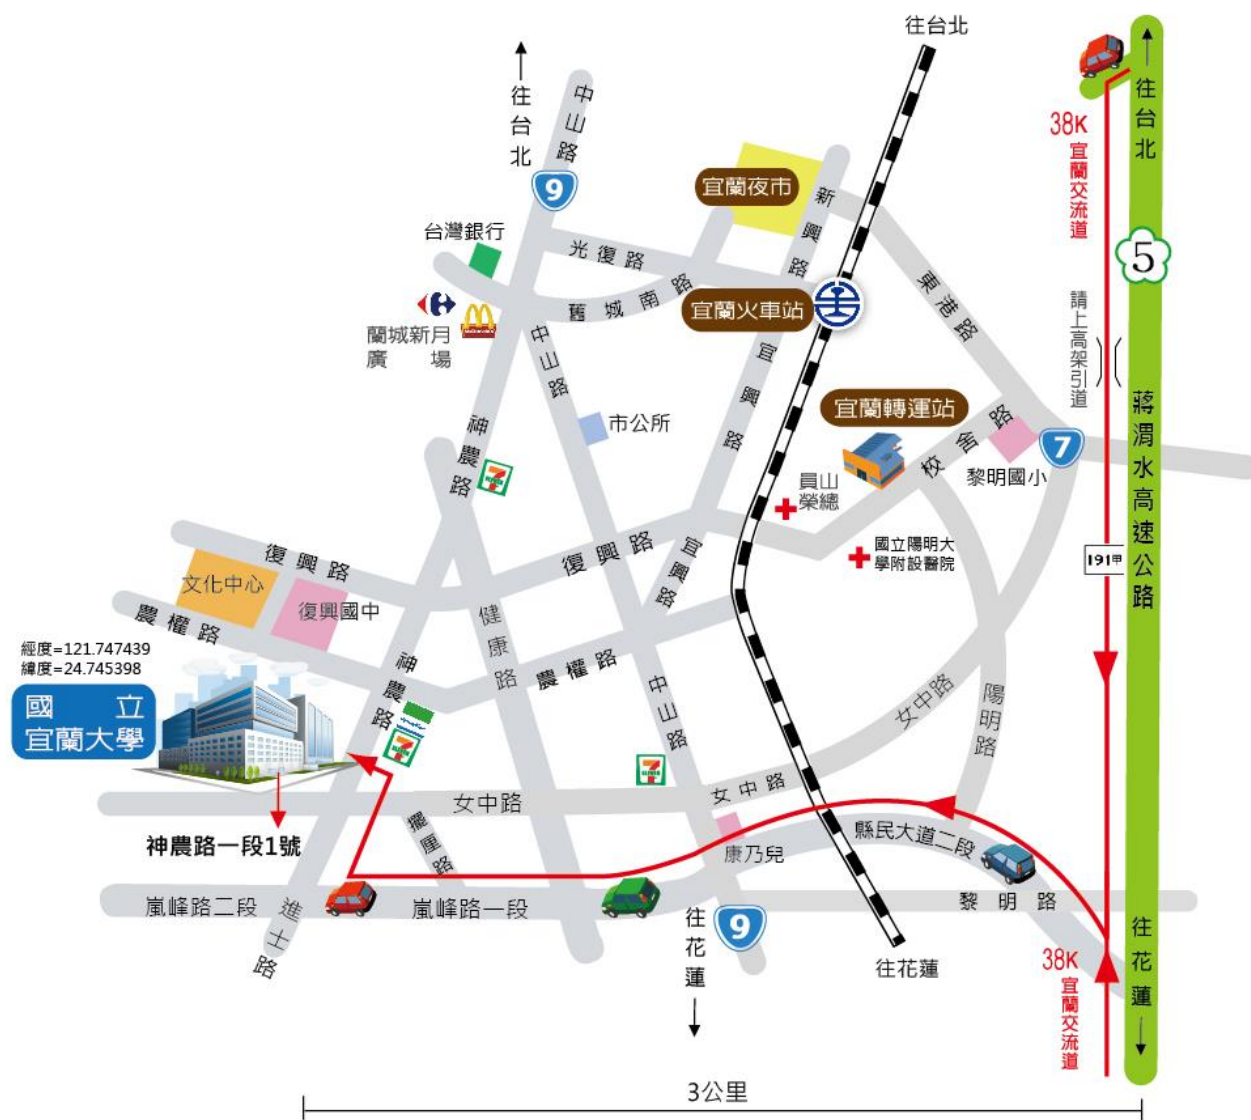 往台北
往台北
中山路
9
往台北
38K
宜蘭交流道
宜蘭夜市
新興路
台灣銀行
光復路
舊城南路
5
東港路
宜蘭火車站
請上高架引道
蘭城新月
廣場
中山路
宜興路
蔣渭水高速公路
宜蘭轉運站
市公所
神農路
7
ELEVEN
校舍路
7
黎明國小
員山
榮總
國立陽明大
學附設醫院
復興路
復興路
宜興路
191甲
文化中心
復興國中
健康路
農權路
農權路
經度=121.747439
緯度=24.745398
國立
宜蘭大學
神農路
7
ELEVEN
中山路
7
ELEVEN
女中路
陽明路
女中路
女中路
神農路一段1號
擺厘路
康乃兒
縣民大道二段
嵐峰路二段
進士路
嵐峰路一段
黎明路
往花蓮
9
往花蓮
往花蓮
38K
宜蘭交流道
3公里